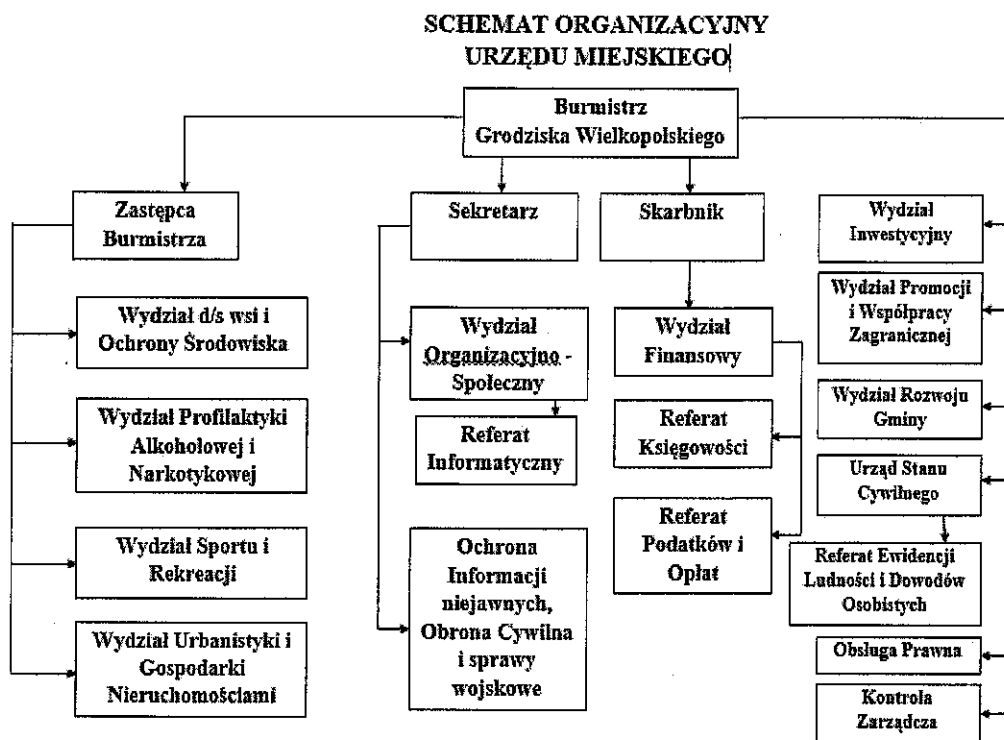 SCHEMAT ORGANIZACYJNY
URZĘDU MIEJSKIEGO
Burmistrz
Grodziska Wielkopolskiego
Zastępca
Burmistrza
Wydział d/s wsi i
Ochrony Środowiska
Wydział Profilaktyki
Alkoholowej i
Narkotykowej
Wydział Sportu i
Rekreacji
Wydział Urbanistyki i
Gospodarki
Nieruchomościami
Sekretarz
Wydział
Organizacyjno -
Społeczny
Referat
Informatyczny
Ochrona
Informacji
niejawnych,
Obrona Cywilna
i sprawy
wojskowe
Skarbnik
Wydział
Finansowy
Referat
Księgowości
Referat
Podatków i
Opłat
Wydział
Inwestycyjny
Wydział Promocji
i Współpracy
Zagranicznej
Wydział Rozwoju
Gminy
Urząd Stanu
Cywilnego
Referat Ewidencji
Ludności i Dowodów
Osobistych
Obsługa Prawna
Kontrola
Zarządcza